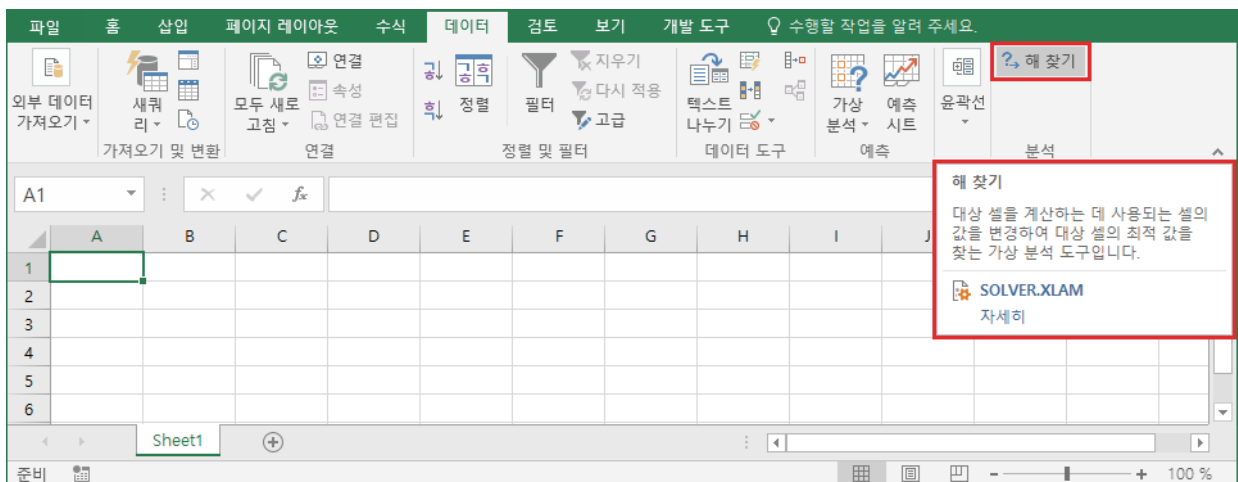 파일 홈 삽입 페이지 레이아웃 수식 데이터 검토 보기 개발 도구 수행할 작업을 알려 주세요.
외부 데이터
가져오기
새쿼
리
가져오기 및 변환
모두 새로
고침
연결
속성
연결 편집
연결
공
힉
공힉
정렬
필터
지우기
다시 적용
고급
정렬 및 필터
텍스트
나누기
데이터 도구
가상
분석
예측
시트
예측
윤곽선
해 찾기
분석
A1 fx
A B C D E F G H I J
1
2
3
4
5
6
해 찾기
대상 셀을 계산하는 데 사용되는 셀의
값을 변경하여 대상 셀의 최적 값을
찾는 가상 분석 도구입니다.
SOLVER.XLAM
자세히
Sheet1
준비 100 %